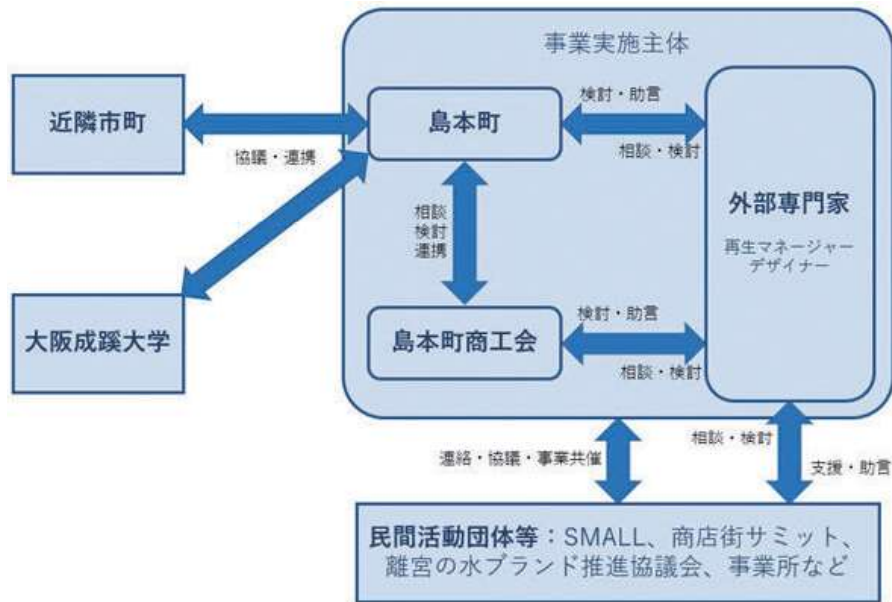 事業実施主体
近隣市町
島本町
検討・助言
相談・検討
協議・連携
外部専門家
再生マネージャー
デザイナー
相談
検討
連携
大阪成蹊大学
島本町商工会
検討・助言
相談・検討
連絡・協議・事業共催
相談・検討
支援・助言
民間活動団体等：SMALL、商店街サミット、
離宮の水ブランド推進協議会、事業所など